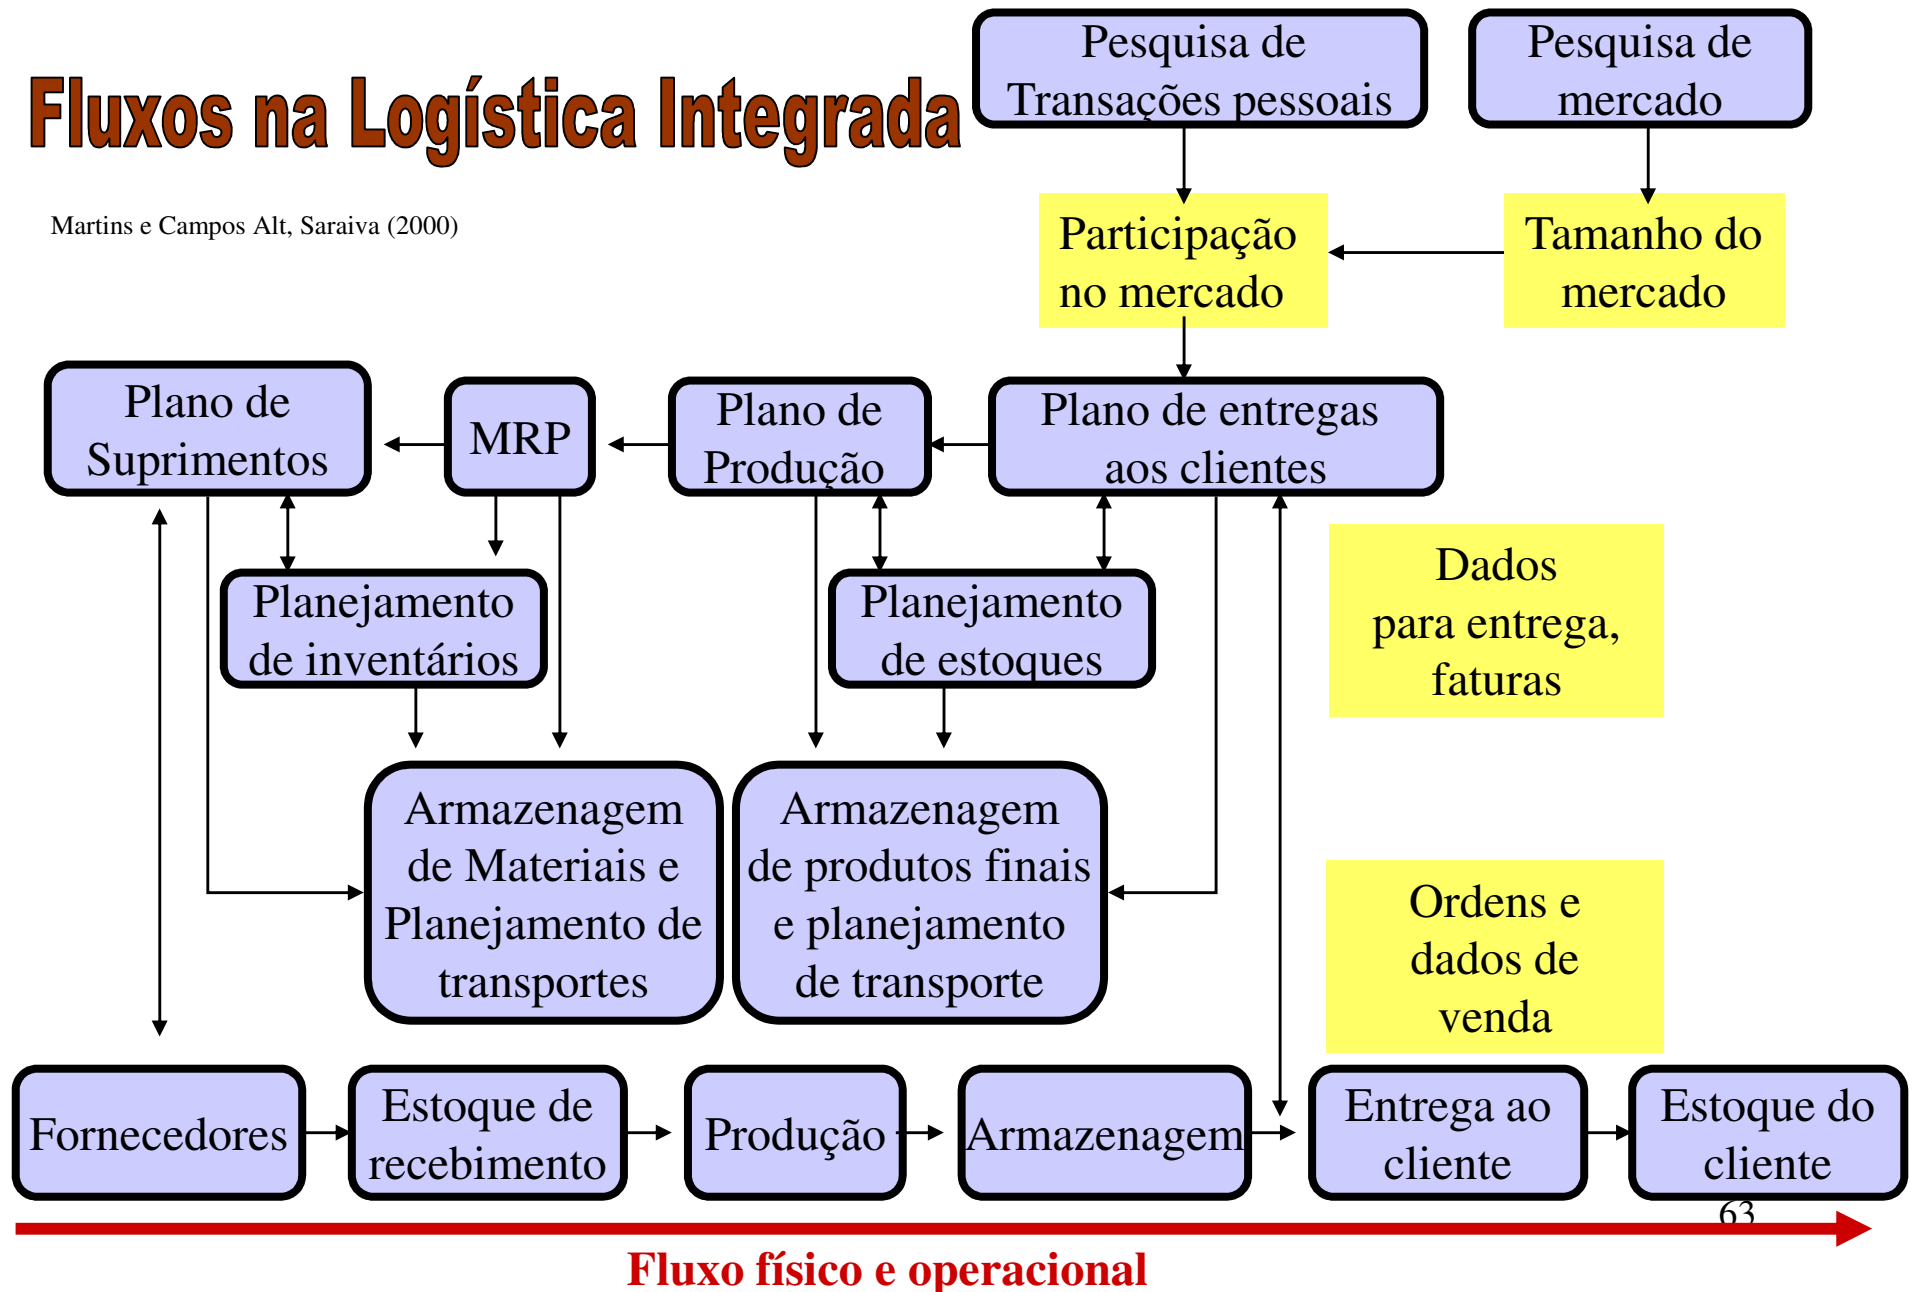 Fluxos na Logística Integrada
Martins e Campos Alt, Saraiva (2000)
Pesquisa de
Transações pessoais
Pesquisa de
mercado
Participação
no mercado
Tamanho do
mercado
Plano de
Suprimentos
MRP
Plano de
Produção
Plano de entregas
aos clientes
Planejamento
de inventários
Planejamento
de estoques
Dados
para entrega,
faturas
Armazenagem
de Materiais e
Planejamento de
transportes
Armazenagem
de produtos finais
e planejamento
de transporte
Ordens e
dados de
venda
Fornecedores
Estoque de
recebimento
Produção
Armazenagem
Entrega ao
cliente
Estoque do
cliente
63
Fluxo físico e operacional